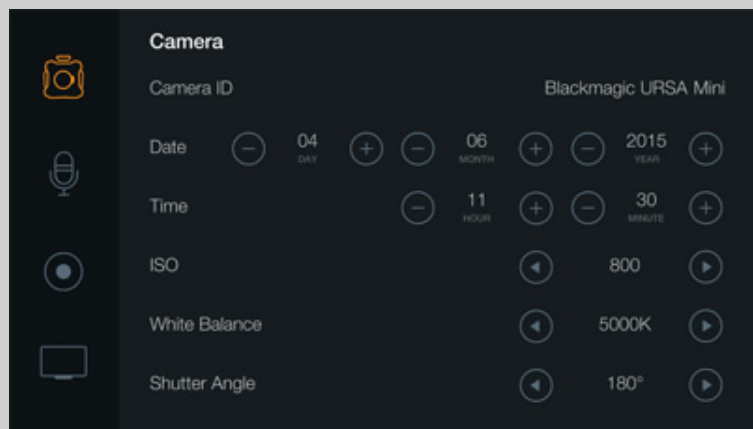 Camera
Camera ID Blackmagic URSA Mini
Date 04 06 2015
DAY MONTH YEAR
Time 11 30
HOUR MINUTE
ISO 800
White Balance 5000K
Shutter Angle 180°